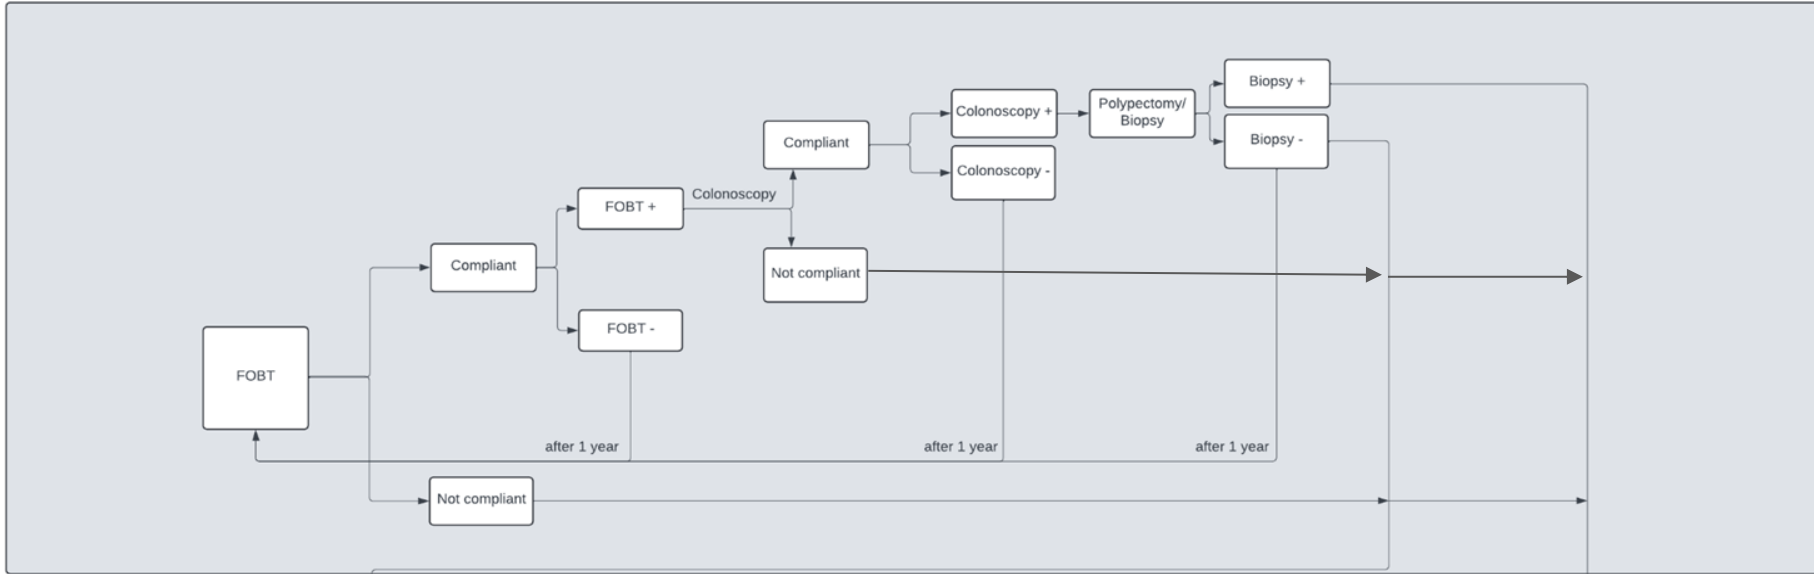 Biopsy +
Polypectomy/
Biopsy
Colonoscopy +
Biopsy -
Compliant
Colonoscopy -
Colonoscopy
FOBT +
Compliant
Not compliant
FOBT -
FOBT
after 1 year
after 1 year
after 1 year
Not compliant